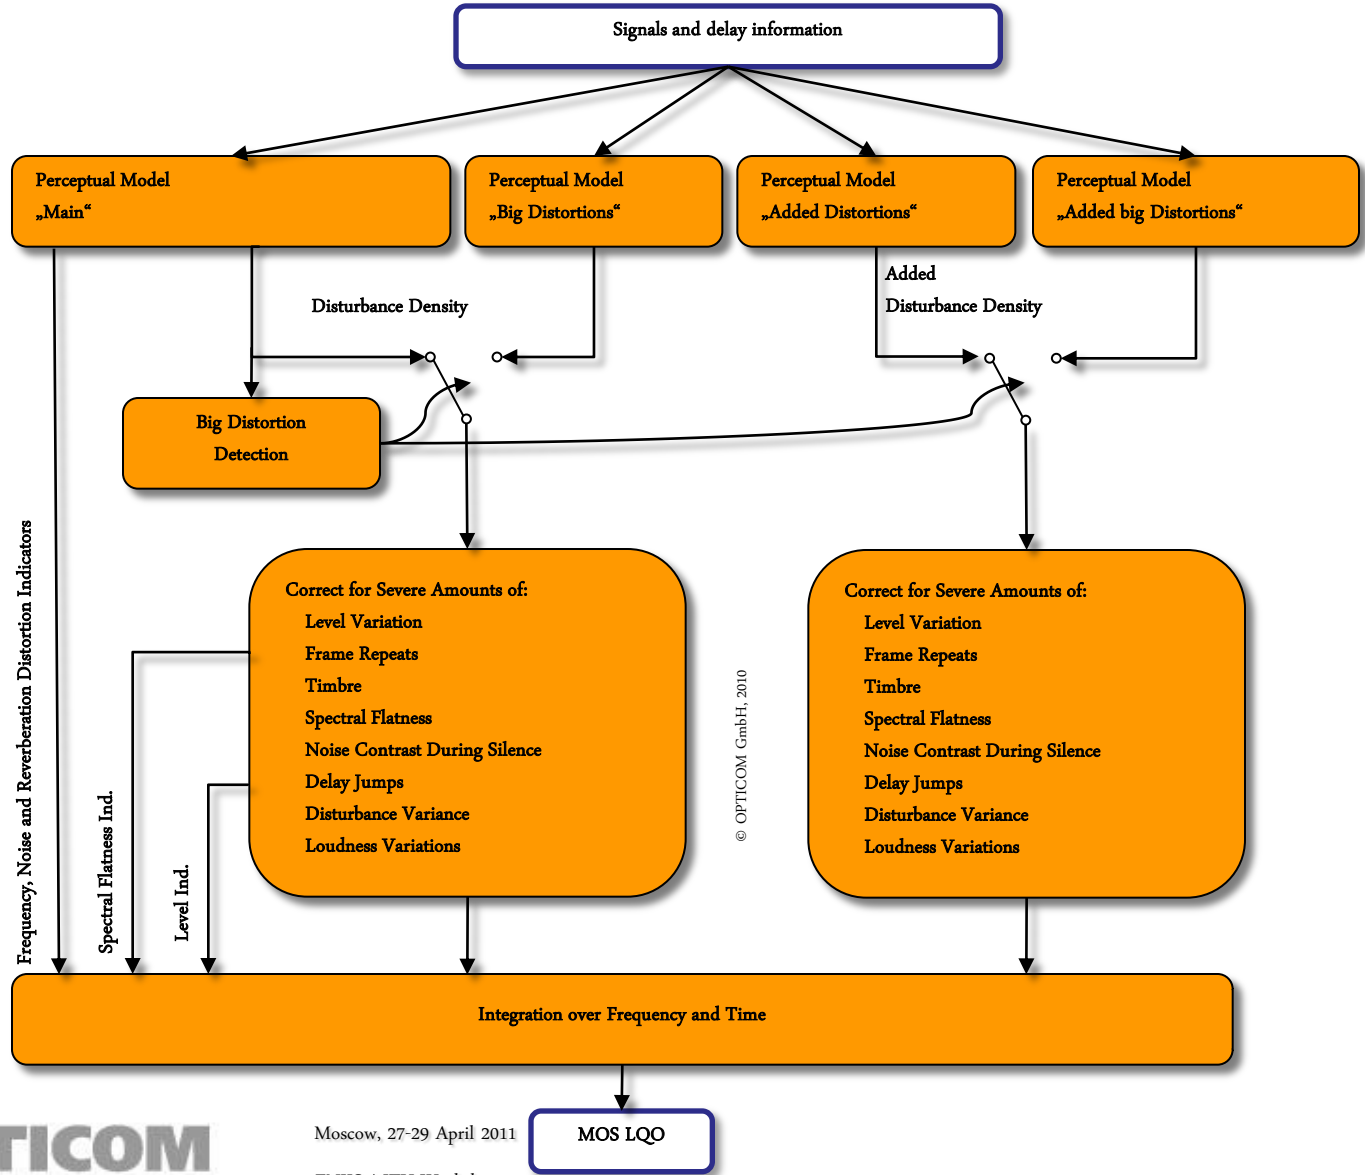 Signals and delay information
Perceptual Model
„Main“
Perceptual Model
„Big Distortions“
Perceptual Model
„Added Distortions“
Perceptual Model
„Added big Distortions“
Disturbance Density
Added
Disturbance Density
Big Distortion
Detection
Frequency, Noise and Reverberation Distortion Indicators
Spectral Flatness Ind.
Level Ind.
Correct for Severe Amounts of:
Level Variation
Frame Repeats
Timbre
Spectral Flatness
Noise Contrast During Silence
Delay Jumps
Disturbance Variance
Loudness Variations
© OPTICOM GmbH, 2010
Correct for Severe Amounts of:
Level Variation
Frame Repeats
Timbre
Spectral Flatness
Noise Contrast During Silence
Delay Jumps
Disturbance Variance
Loudness Variations
Integration over Frequency and Time
MOS LQO
TICOM
Moscow, 27-29 April 2011